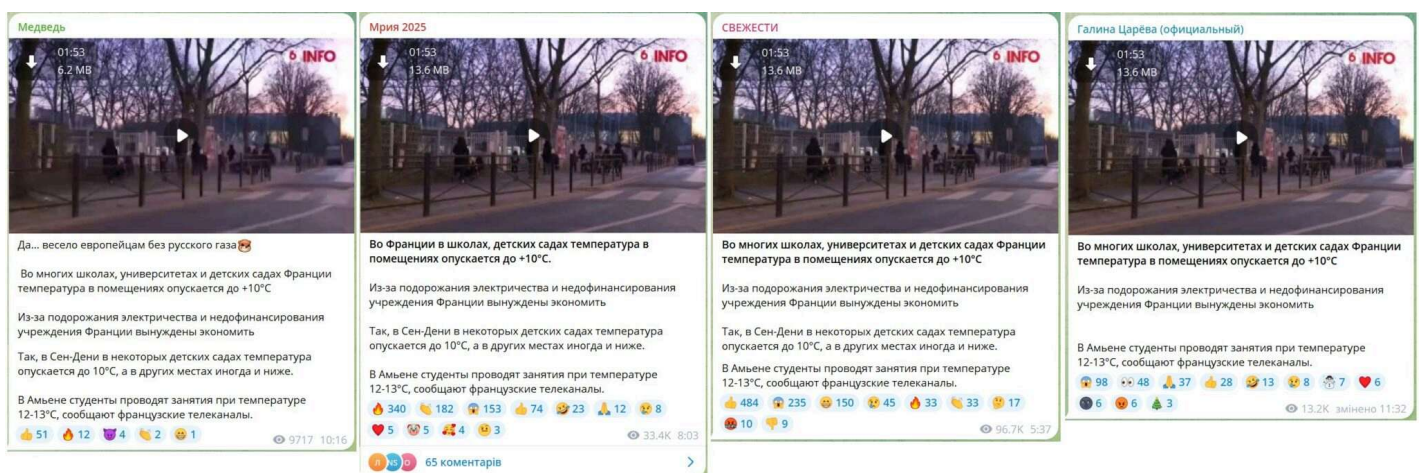 Медведь
01:53
6.2 MB
6 INFO
Да... весело европейцам без русского газа
Во многих школах, университетах и детских садах Франции
температура в помещениях опускается до +10°C
Из-за подорожания электричества и недофинансирования
учреждения Франции вынуждены экономить
Так, в Сен-Дени в некоторых детских садах температура
опускается до 10°C, а в других местах иногда и ниже.
В Амьене студенты проводят занятия при температуре
12-13°C, сообщают французские телеканалы.
51 12 4 2 1
9717 10:16
Мрия 2025
01:53
13.6 MB
6 INFO
Во Франции в школах, детских садах температура в
помещениях опускается до +10°C.
Из-за подорожания электричества и недофинансирования
учреждения Франции вынуждены экономить
Так, в Сен-Дени в некоторых детских садах температура
опускается до 10°C, а в других местах иногда и ниже.
В Амьене студенты проводят занятия при температуре
12-13°C, сообщают французские телеканалы.
340 182 153 74 23 12 8
5 5 4 3
33.4K 8:03
Л NS О
65 коментарів
СВЕЖЕСТИ
01:53
13.6 MB
6 INFO
Во многих школах, университетах и детских садах Франции
температура в помещениях опускается до +10°C
Из-за подорожания электричества и недофинансирования
учреждения Франции вынуждены экономить
Так, в Сен-Дени в некоторых детских садах температура
опускается до 10°C, а в других местах иногда и ниже.
В Амьене студенты проводят занятия при температуре
12-13°C, сообщают французские телеканалы.
484 235 150 45 33 33 17
10 9
96.7K 5:37
Галина Царёва (официальный)
01:53
13.6 MB
6 INFO
Во многих школах, университетах и детских садах Франции
температура в помещениях опускается до +10°C
Из-за подорожания электричества и недофинансирования
учреждения Франции вынуждены экономить
В Амьене студенты проводят занятия при температуре
12-13°C, сообщают французские телеканалы.
98 48 37 28 13 8 7 6
6 6 3
13.2K змінено 11:32